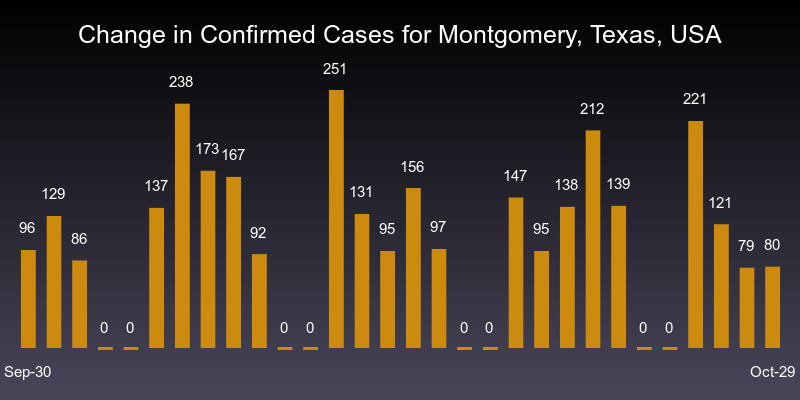 Change in Confirmed Cases for Montgomery, Texas, USA
96 129 86 0 0 137 238 173 167 92 0 0 251 131 95 156 97 0 0 147 95 138 212 139 0 0 221 121 79 80
Sep-30 Oct-29